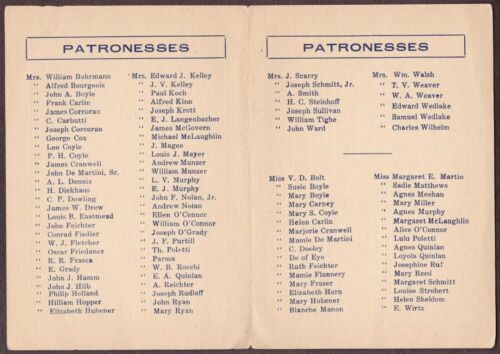 PATRONESSES
Mrs. William Bohrmann
" Alfred Bourgeois
" John A. Boyle
" Frank Carlin
" James Corcoran
" C. Carbutti
" Joseph Corcoran
" George Cox
" Leo Coyle
" P. H. Coyle
" James Cranwell
" John De Martini, Sr.
" A. L. Dennis
" H. Diekhaus
" C. P. Dowling
" James W. Drew
" Louis B. Eastmead
" John Feichter
" Conrad Fiedler
" W. J. Fletcher
" Oscar Friedaner
" R. R. Frasca
" E. Grady
" John J. Hamm
" John J. Hilb
" Philip Holland
" William Hopper
" Elizabeth Hubener
Mrs. Edward J. Kelley
" J. V. Kelley
" Paul Koch
" Alfred Kinn
" Joseph Krott
" E. J. Langenbacher
" James McGovern
" Michael McLaughlin
" J. Magee
" Louis J. Mayer
" Andrew Munzer
" William Munzer
" L. V. Murphy
" E. J. Murphy
" John F. Nolan, Jr.
" Andrew Nolan
" Ellen O'Connor
" William O'Connor
" Joseph O'Grady
" J. F. Purtill
" Th. Poletti
" Parma
" W. B. Rocchi
" E. A. Quinlan
" A. Reichter
" Joseph Rudloff
" John Ryan
" Mary Ryan
PATRONESSES
Mrs. J. Scarry
" Joseph Schmitt, Jr.
" A. Smith
" H. C. Steinhoff
" Joseph Sullivan
" William Tighe
" John Ward
Mrs. Wm. Walsh
" T. V. Weaver
" W. A. Weaver
" Edward Wedlake
" Samuel Wedlake
" Charles Wilhelm
Miss V. D. Bolt
" Susie Boyle
" Mary Boyle
" Mary Carney
" Mary S. Coyle
" Helen Carlin
" Marjorie Cranwell
" Mamie De Martini
" C. Dooley
" De of Eye
" Ruth Feichter
" Mamie Flannery
" Mary Fraser
" Elizabeth Horn
" Mary Hubener
" Blanche Manon
Miss Margaret E. Martin
" Sadie Matthews
" Agnes Meehan
" Mary Miller
" Agnes Murphy
" Margaret McLaughlin
" Alice O'Connor
" Lulu Poletti
" Agnes Quinlan
" Loyola Quinlan
" Josephine Ruf
" Mary Reed
" Margaret Schmitt
" Louise Strobert
" Helen Sheldom
" E. Wirtz